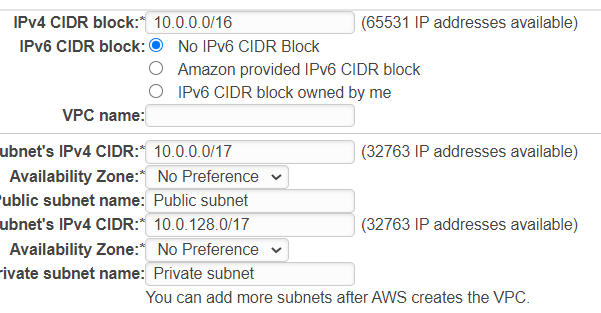 IPv4 CIDR block:* 10.0.0.0/16 (65531 IP addresses available)
IPv6 CIDR block: No IPv6 CIDR Block
Amazon provided IPv6 CIDR block
IPv6 CIDR block owned by me
VPC name:
ubnet's IPv4 CIDR:* 10.0.0.0/17 (32763 IP addresses available)
Availability Zone:* No Preference
Public subnet name: Public subnet
ubnet's IPv4 CIDR:* 10.0.128.0/17 (32763 IP addresses available)
Availability Zone:* No Preference
rivate subnet name: Private subnet
You can add more subnets after AWS creates the VPC.